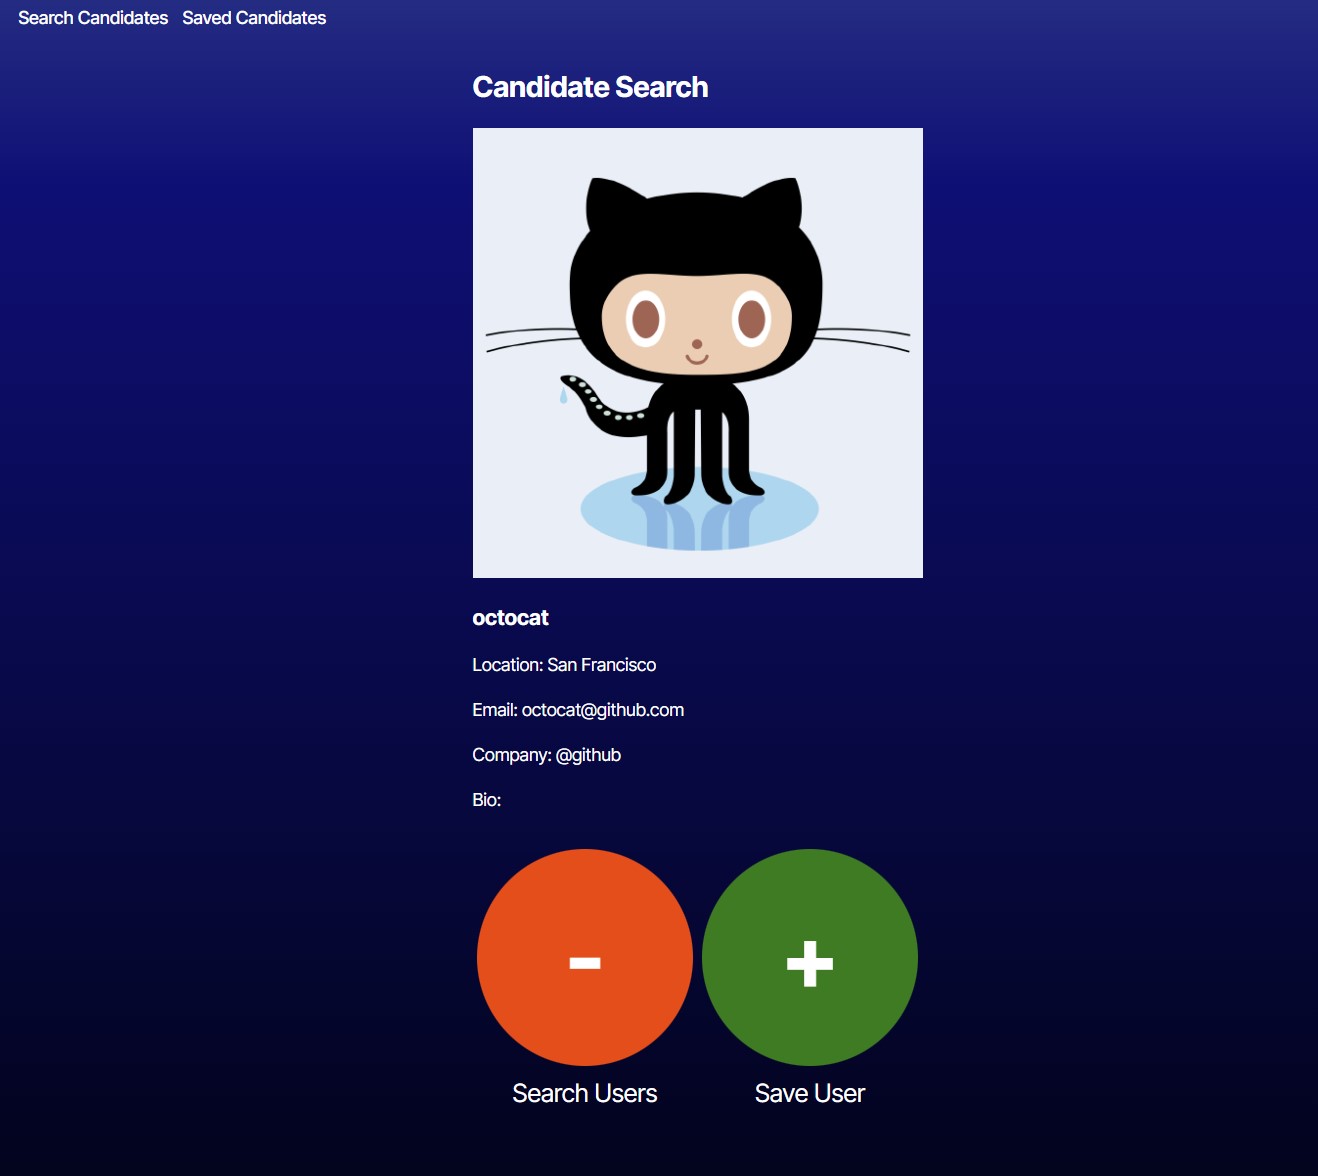 Search Candidates Saved Candidates
Candidate Search
octocat
Location: San Francisco
Email: octocat@github.com
Company: @github
Bio:
- +
Search Users Save User